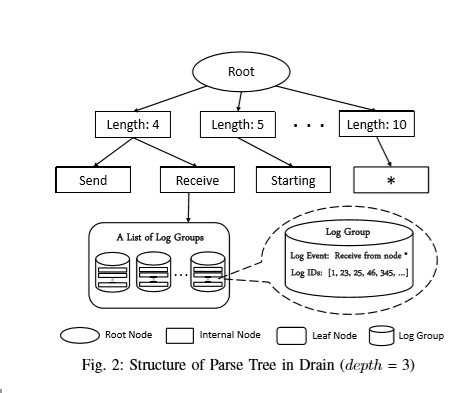 Root
Length: 4
Length: 5
. . .
Length: 10
Send
Receive
Starting
*
A List of Log Groups
...
Log Group
Log Event: Receive from node *
Log IDs: [1, 23, 25, 46, 345, ...]
Root Node
Internal Node
Leaf Node
Log Group
Fig. 2: Structure of Parse Tree in Drain (depth = 3)